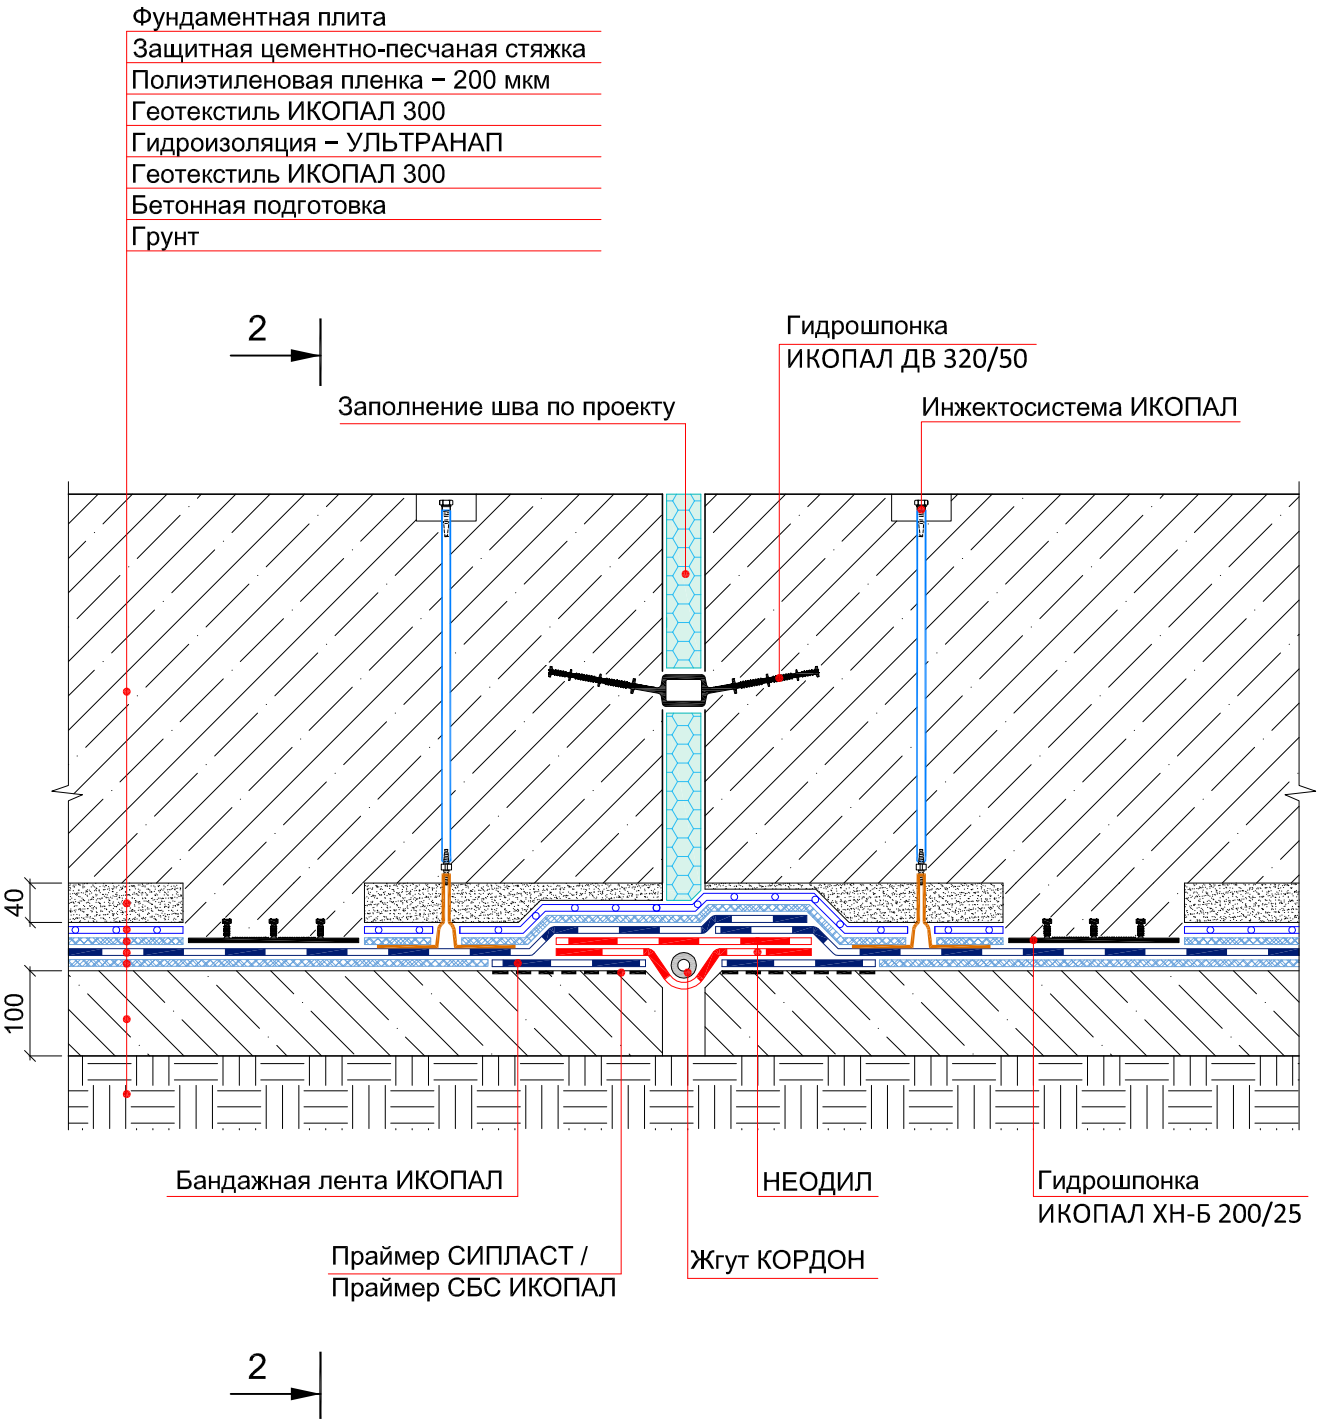 Фундаментная плита
Защитная цементно-песчаная стяжка
Полиэтиленовая пленка – 200 мкм
Геотекстиль ИКОПАЛ 300
Гидроизоляция – УЛЬТРАНАП
Геотекстиль ИКОПАЛ 300
Бетонная подготовка
Грунт
2
Гидрошпонка
ИКОПАЛ ДВ 320/50
Заполнение шва по проекту
Инжектосистема ИКОПАЛ
40
100
Бандажная лента ИКОПАЛ
НЕОДИЛ
Гидрошпонка
ИКОПАЛ ХН-Б 200/25
Праймер СИПЛАСТ /
Праймер СБС ИКОПАЛ
Жгут КОРДОН
2